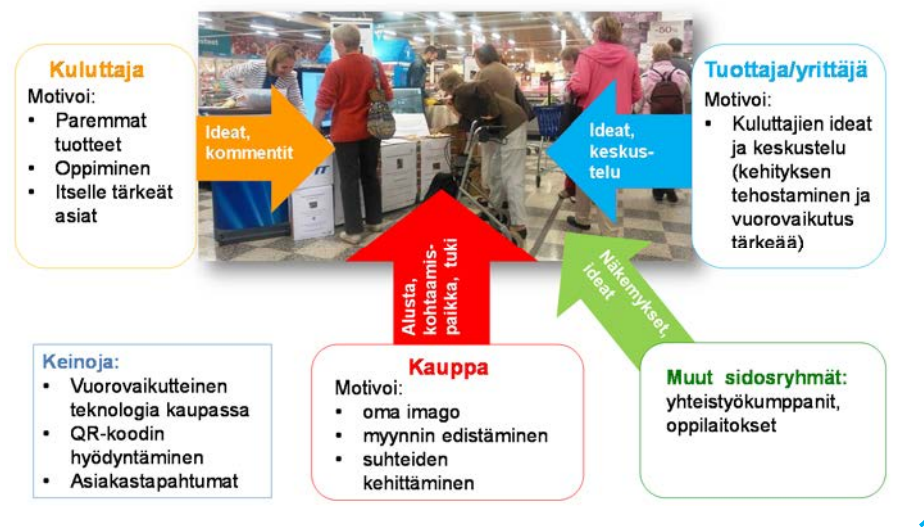 Kuluttaja
Motivoi:
• Paremmat
tuotteet
• Oppiminen
• Itselle tärkeät
asiat
Ideat,
kommentit
-50%
Ideat,
keskus-
telu
Tuottaja/yrittäjä
Motivoi:
• Kuluttajien ideat
ja keskustelu
(kehityksen
tehostaminen ja
vuorovaikutus
tärkeää)
Alusta,
kohtaamis-
paikka, tuki
Näkemykset,
ideat
Keinoja:
• Vuorovaikutteinen
teknologia kaupassa
• QR-koodin
hyödyntäminen
• Asiakastapahtumat
Kauppa
Motivoi:
• oma imago
• myynnin edistäminen
• suhteiden
kehittäminen
Muut sidosryhmät:
yhteistyökumppanit,
oppilaitokset